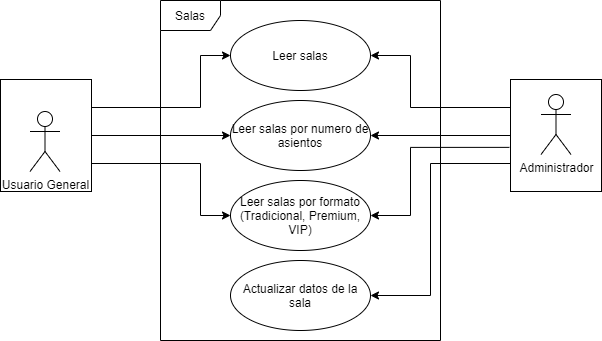 Salas
Leer salas
Leer salas por numero de
asientos
Usuario General
Administrador
Leer salas por formato
(Tradicional, Premium,
VIP)
Actualizar datos de la
sala